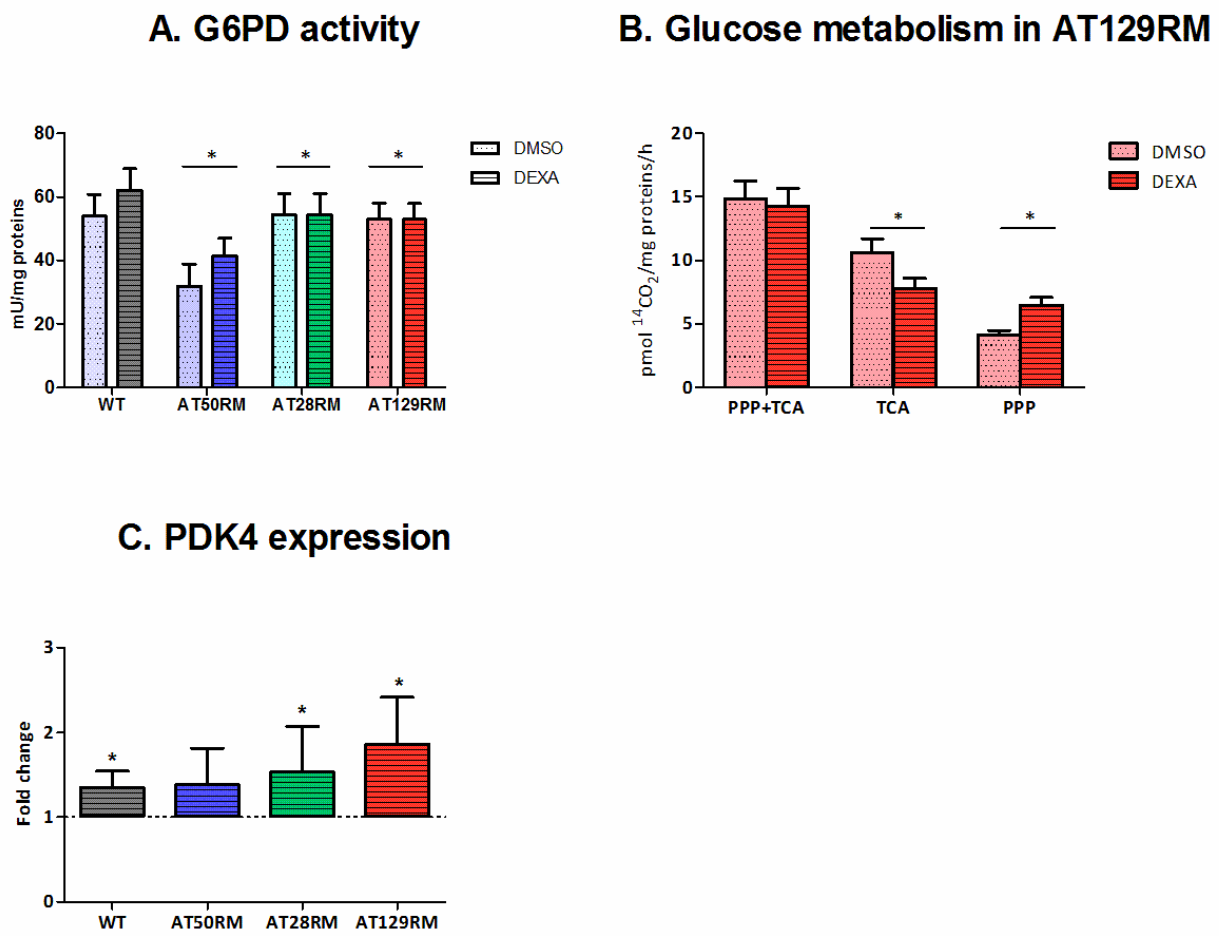 A. G6PD activity
mU/mg proteins
80
60
40
20
0
* * *
WT AT50RM AT28RM AT129RM
DMSO
DEXA
B. Glucose metabolism in AT129RM
pmol ¹⁴CO₂/mg proteins/h
20
15
10
5
0
* *
PPP+TCA TCA PPP
DMSO
DEXA
C. PDK4 expression
Fold change
3
2
1
0
* * *
WT AT50RM AT28RM AT129RM